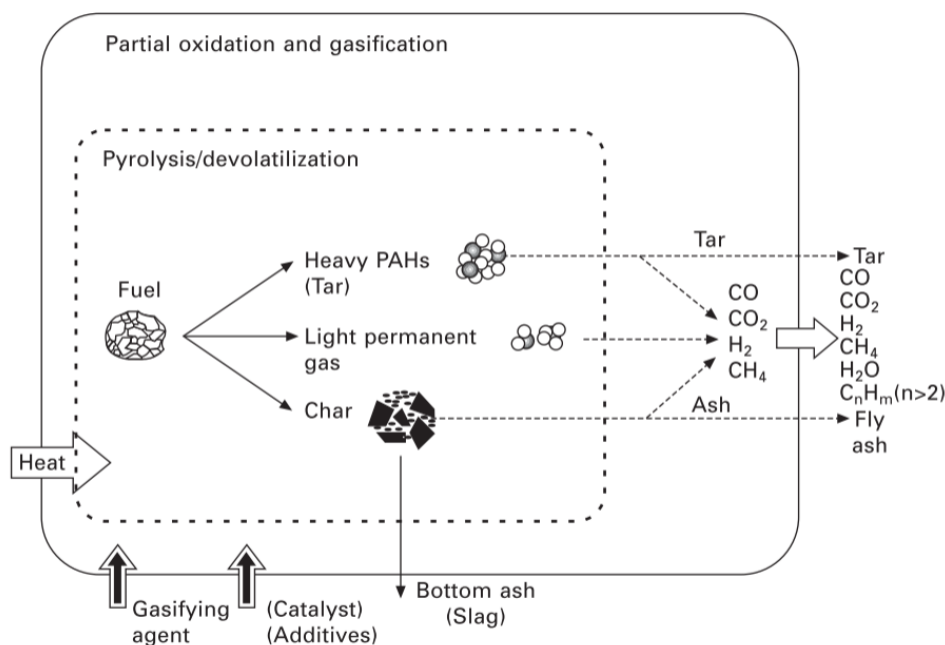 Partial oxidation and gasification
Pyrolysis/devolatilization
Fuel
Heavy PAHs
(Tar)
Light permanent
gas
Char
Tar
Ash
CO
CO₂
H₂
CH₄
Tar
CO
CO₂
H₂
CH₄
H₂O
CₙHₘ(n>2)
Fly
ash
Heat
Gasifying
agent
(Catalyst)
(Additives)
Bottom ash
(Slag)